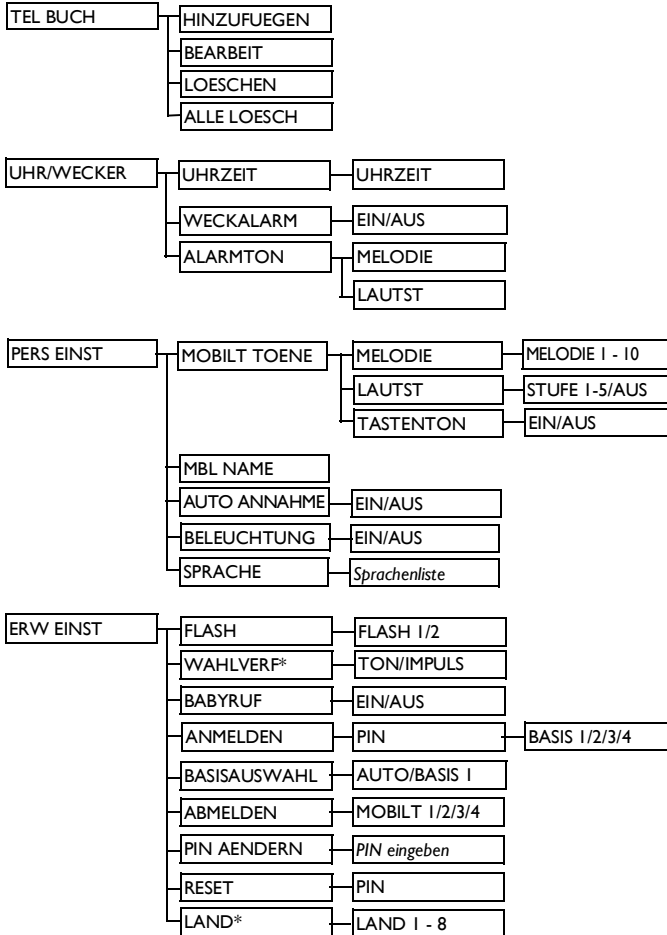 TEL BUCH HINZUFUEGEN
BEARBEIT
LOESCHEN
ALLE LOESCH
UHR/WECKER UHRZEIT UHRZEIT
WECKALARM EIN/AUS
ALARMTON MELODIE
LAUTST
PERS EINST MOBILT TOENE MELODIE MELODIE 1 - 10
LAUTST STUFE 1-5/AUS
TASTENTON EIN/AUS
MBL NAME
AUTO ANNAHME EIN/AUS
BELEUCHTUNG EIN/AUS
SPRACHE Sprachenliste
ERW EINST FLASH FLASH 1/2
WAHLVERF* TON/IMPULS
BABYRUF EIN/AUS
ANMELDEN PIN BASIS 1/2/3/4
BASISAUSWAHL AUTO/BASIS 1
ABMELDEN MOBILT 1/2/3/4
PIN AENDERN PIN eingeben
RESET PIN
LAND* LAND 1 - 8